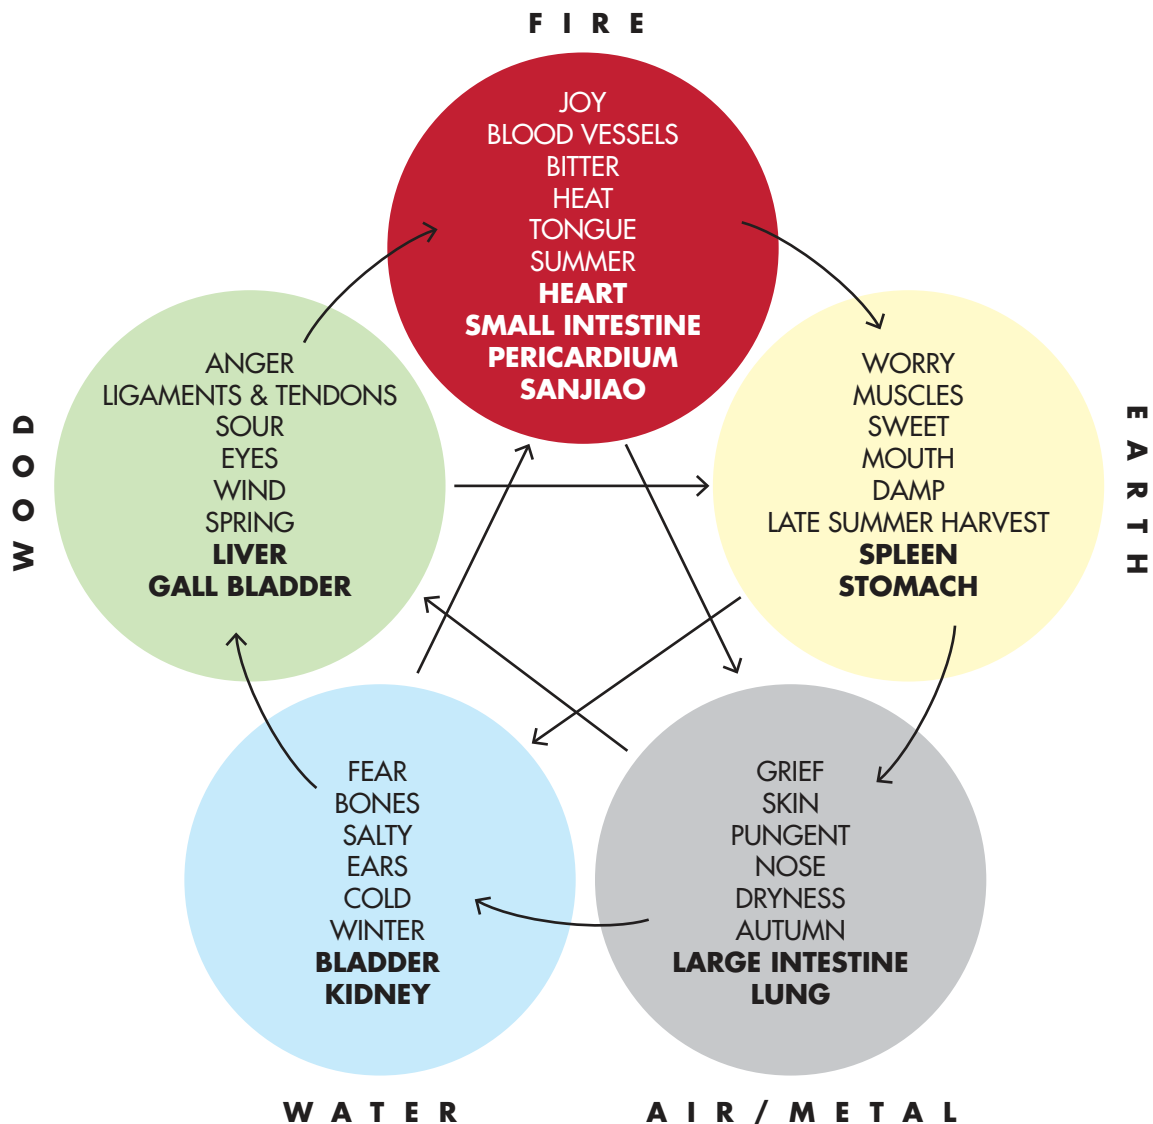 FIRE
JOY
BLOOD VESSELS
BITTER
HEAT
TONGUE
SUMMER
HEART
SMALL INTESTINE
PERICARDIUM
SANJIAO
WOOD
ANGER
LIGAMENTS & TENDONS
SOUR
EYES
WIND
SPRING
LIVER
GALL BLADDER
WORRY
MUSCLES
SWEET
MOUTH
DAMP
LATE SUMMER HARVEST
SPLEEN
STOMACH
EARTH
FEAR
BONES
SALTY
EARS
COLD
WINTER
BLADDER
KIDNEY
WATER
GRIEF
SKIN
PUNGENT
NOSE
DRYNESS
AUTUMN
LARGE INTESTINE
LUNG
AIR/METAL